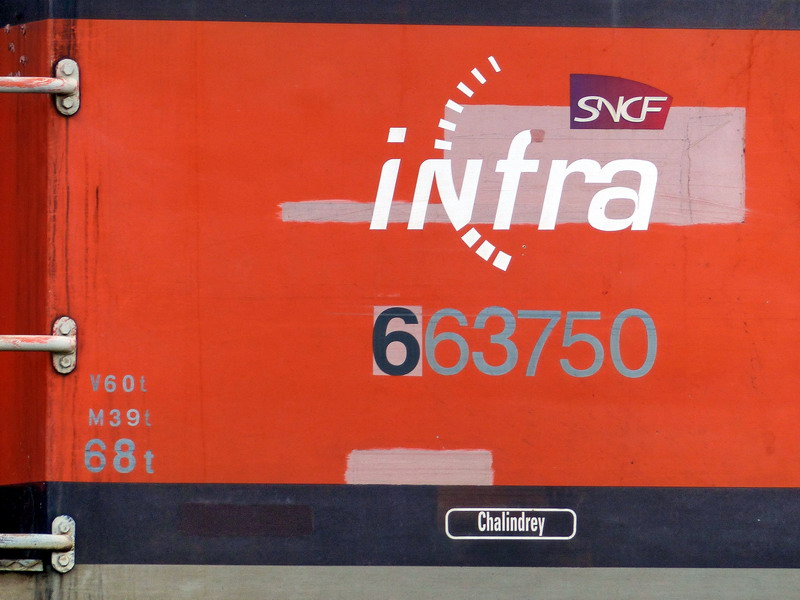 SNCF
infra
663750
V60t
M39t
68t
Chalindrey